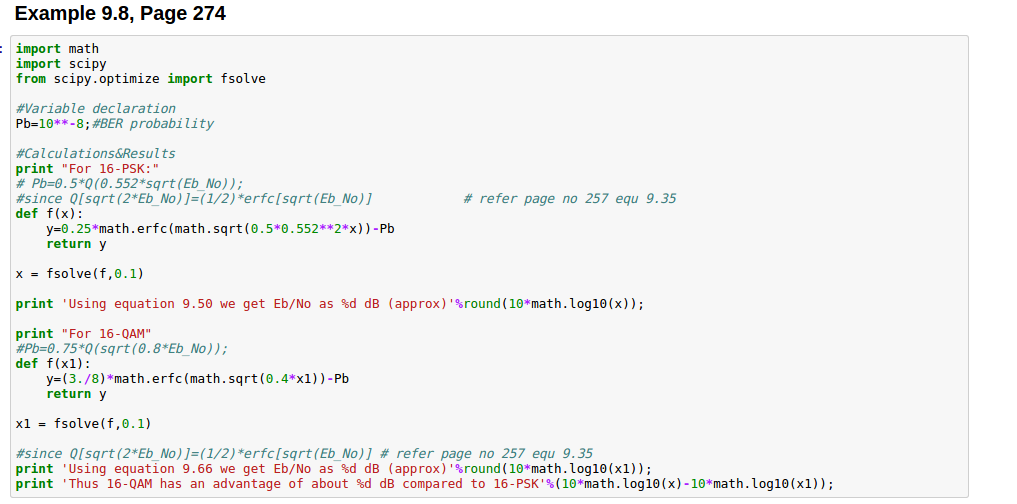 Example 9.8, Page 274
:
import math
import scipy
from scipy.optimize import fsolve
#Variable declaration
Pb=10**-8;#BER probability
#Calculations&Results
print "For 16-PSK:"
# Pb=0.5*Q(0.552*sqrt(Eb_No));
#since Q[sqrt(2*Eb_No)]=(1/2)*erfc[sqrt(Eb_No)]            # refer page no 257 equ 9.35
def f(x):
    y=0.25*math.erfc(math.sqrt(0.5*0.552**2*x))-Pb
    return y
x = fsolve(f,0.1)
print 'Using equation 9.50 we get Eb/No as %d dB (approx)'%round(10*math.log10(x));
print "For 16-QAM"
#Pb=0.75*Q(sqrt(0.8*Eb_No));
def f(x1):
    y=(3./8)*math.erfc(math.sqrt(0.4*x1))-Pb
    return y
x1 = fsolve(f,0.1)
#since Q[sqrt(2*Eb_No)]=(1/2)*erfc[sqrt(Eb_No)] # refer page no 257 equ 9.35
print 'Using equation 9.66 we get Eb/No as %d dB (approx)'%round(10*math.log10(x1));
print 'Thus 16-QAM has an advantage of about %d dB compared to 16-PSK'%(10*math.log10(x)-10*math.log10(x1));